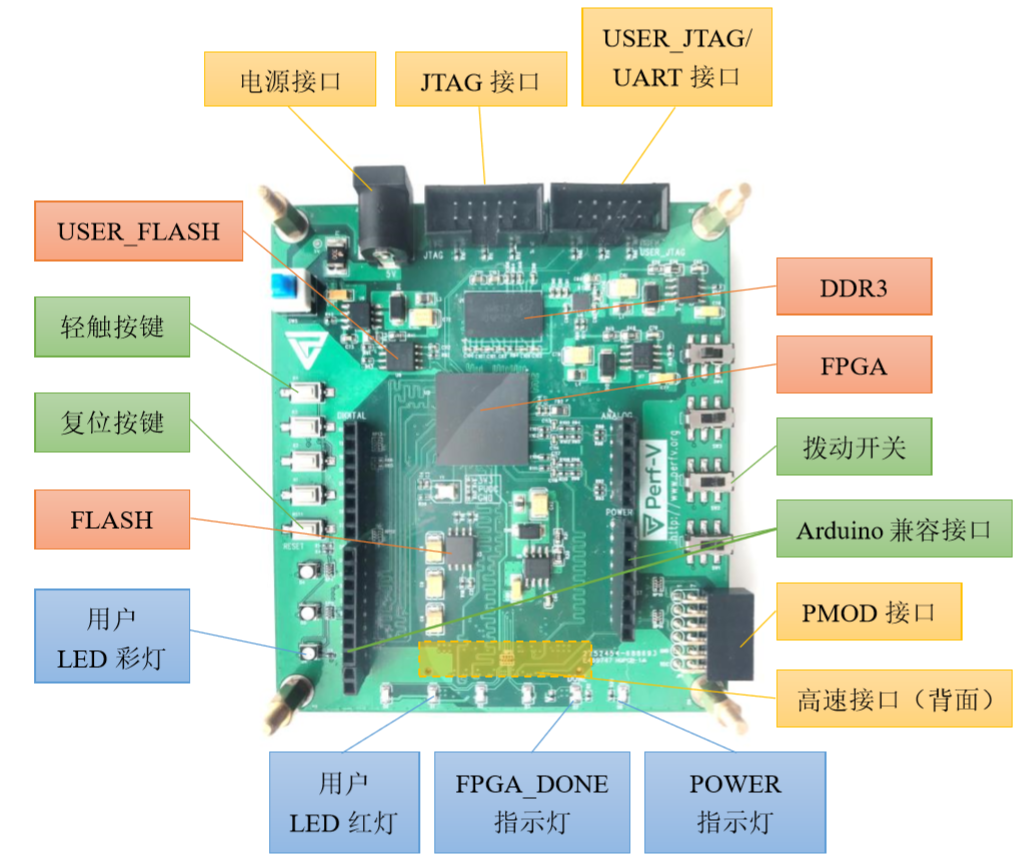 电源接口
JTAG 接口
USER_JTAG/
UART 接口
USER_FLASH
轻触按键
复位按键
FLASH
用户
LED 彩灯
DDR3
FPGA
拨动开关
Arduino 兼容接口
PMOD 接口
高速接口（背面）
用户
LED 红灯
FPGA_DONE
指示灯
POWER
指示灯
JTAG
5V
USER_JTAG
ANALOG
POWER
Perf-V
http://www.perfv.org
RESET
3V3
GND